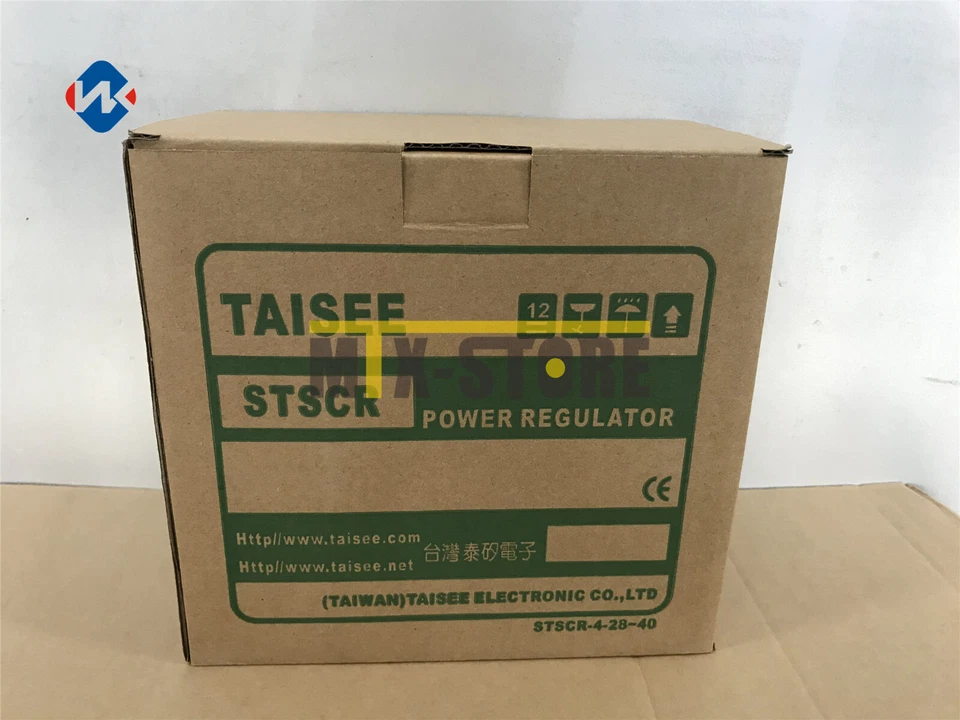 TAISEE
12
MTX-STORE
STSCR
POWER REGULATOR
CE
Http//www.taisee.com
台灣泰矽電子
Http//www.taisee.net
(TAIWAN)TAISEE ELECTRONIC CO.,LTD
STSCR-4-28-40